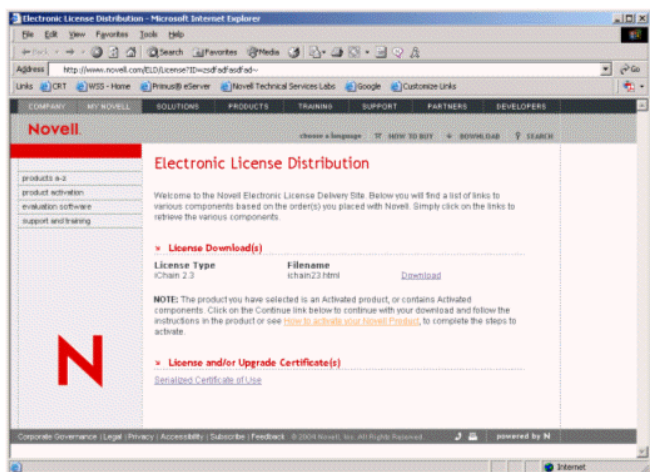 Electronic License Distribution - Microsoft Internet Explorer
File Edit View Favorites Tools Help
Back Search Favorites Media
Address http://www.novell.com/ELD/License?ID=zsdfadfasdfad~ Go
Links CRT WSS - Home Primus® eServer Novell Technical Services Labs Google Customize Links
COMPANY MY NOVELL SOLUTIONS PRODUCTS TRAINING SUPPORT PARTNERS DEVELOPERS
Novell.
choose a language HOW TO BUY DOWNLOAD SEARCH
products a-z
product activation
evaluation software
support and training
Electronic License Distribution
Welcome to the Novell Electronic License Delivery Site. Below you will find a list of links to
various components based on the order(s) you placed with Novell. Simply click on the links to
retrieve the various components.
License Download(s)
License Type Filename
iChain 2.3 ichain23.html Download
NOTE: The product you have selected is an Activated product, or contains Activated
components. Click on the Continue link below to continue with your download and follow the
instructions in the product or see How to activate your Novell Product, to complete the steps to
activate.
N
License and/or Upgrade Certificate(s)
Serialized Certificate of Use
Corporate Governance | Legal | Privacy | Accessibility | Subscribe | Feedback © 2004 Novell, Inc. All Rights Reserved. powered by N
Internet